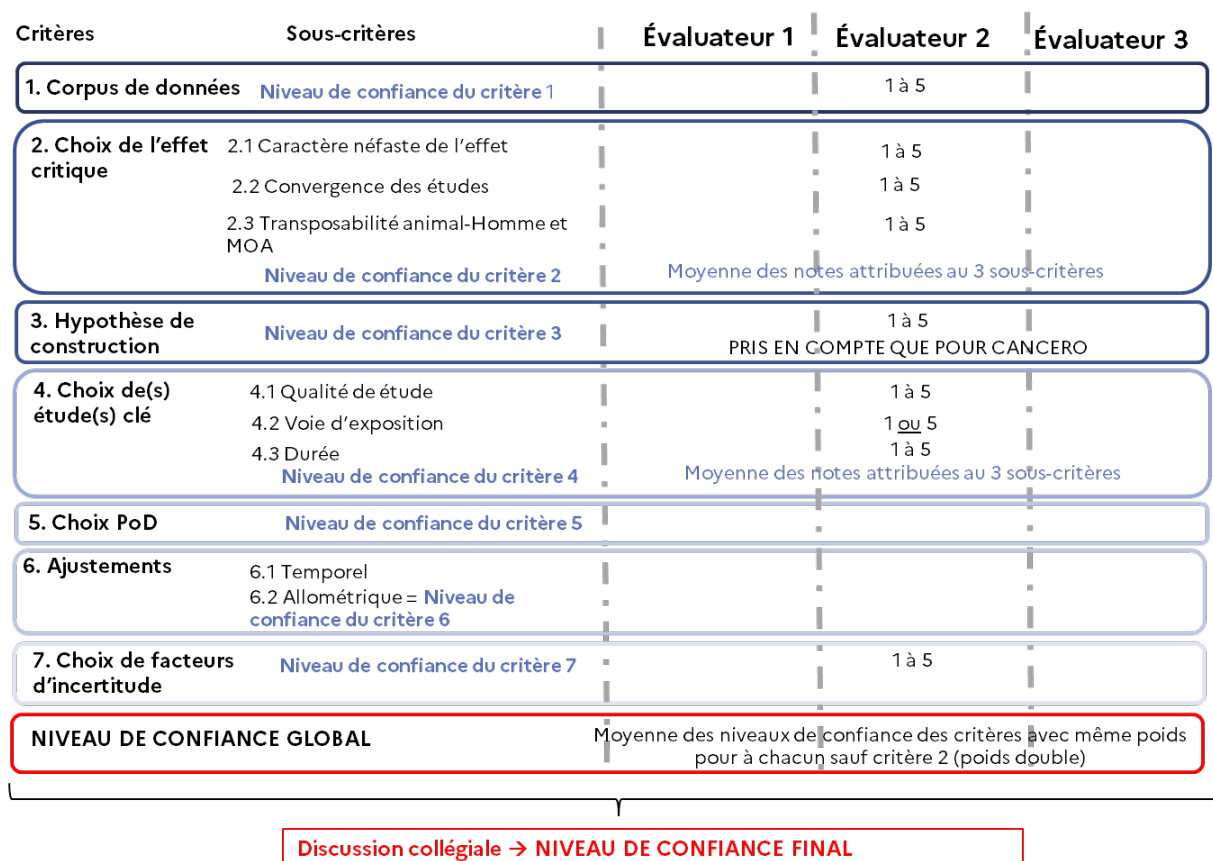 Critères Sous-critères Évaluateur 1 Évaluateur 2 Évaluateur 3
1. Corpus de données Niveau de confiance du critère 1 1 à 5
2. Choix de l'effet critique
2.1 Caractère néfaste de l'effet 1 à 5
2.2 Convergence des études 1 à 5
2.3 Transposabilité animal-Homme et 1 à 5
MOA
Niveau de confiance du critère 2 Moyenne des notes attribuées au 3 sous-critères
3. Hypothèse de construction
Niveau de confiance du critère 3 1 à 5
PRIS EN COMPTE QUE POUR CANCERO
4. Choix de(s) étude(s) clé
4.1 Qualité de étude 1 à 5
4.2 Voie d'exposition 1 ou 5
4.3 Durée 1 à 5
Niveau de confiance du critère 4 Moyenne des notes attribuées au 3 sous-critères
5. Choix PoD Niveau de confiance du critère 5
6. Ajustements
6.1 Temporel
6.2 Allométrique = Niveau de
confiance du critère 6
7. Choix de facteurs d'incertitude
Niveau de confiance du critère 7 1 à 5
NIVEAU DE CONFIANCE GLOBAL
Moyenne des niveaux de confiance des critères avec même poids
pour à chacun sauf critère 2 (poids double)
Discussion collégiale → NIVEAU DE CONFIANCE FINAL